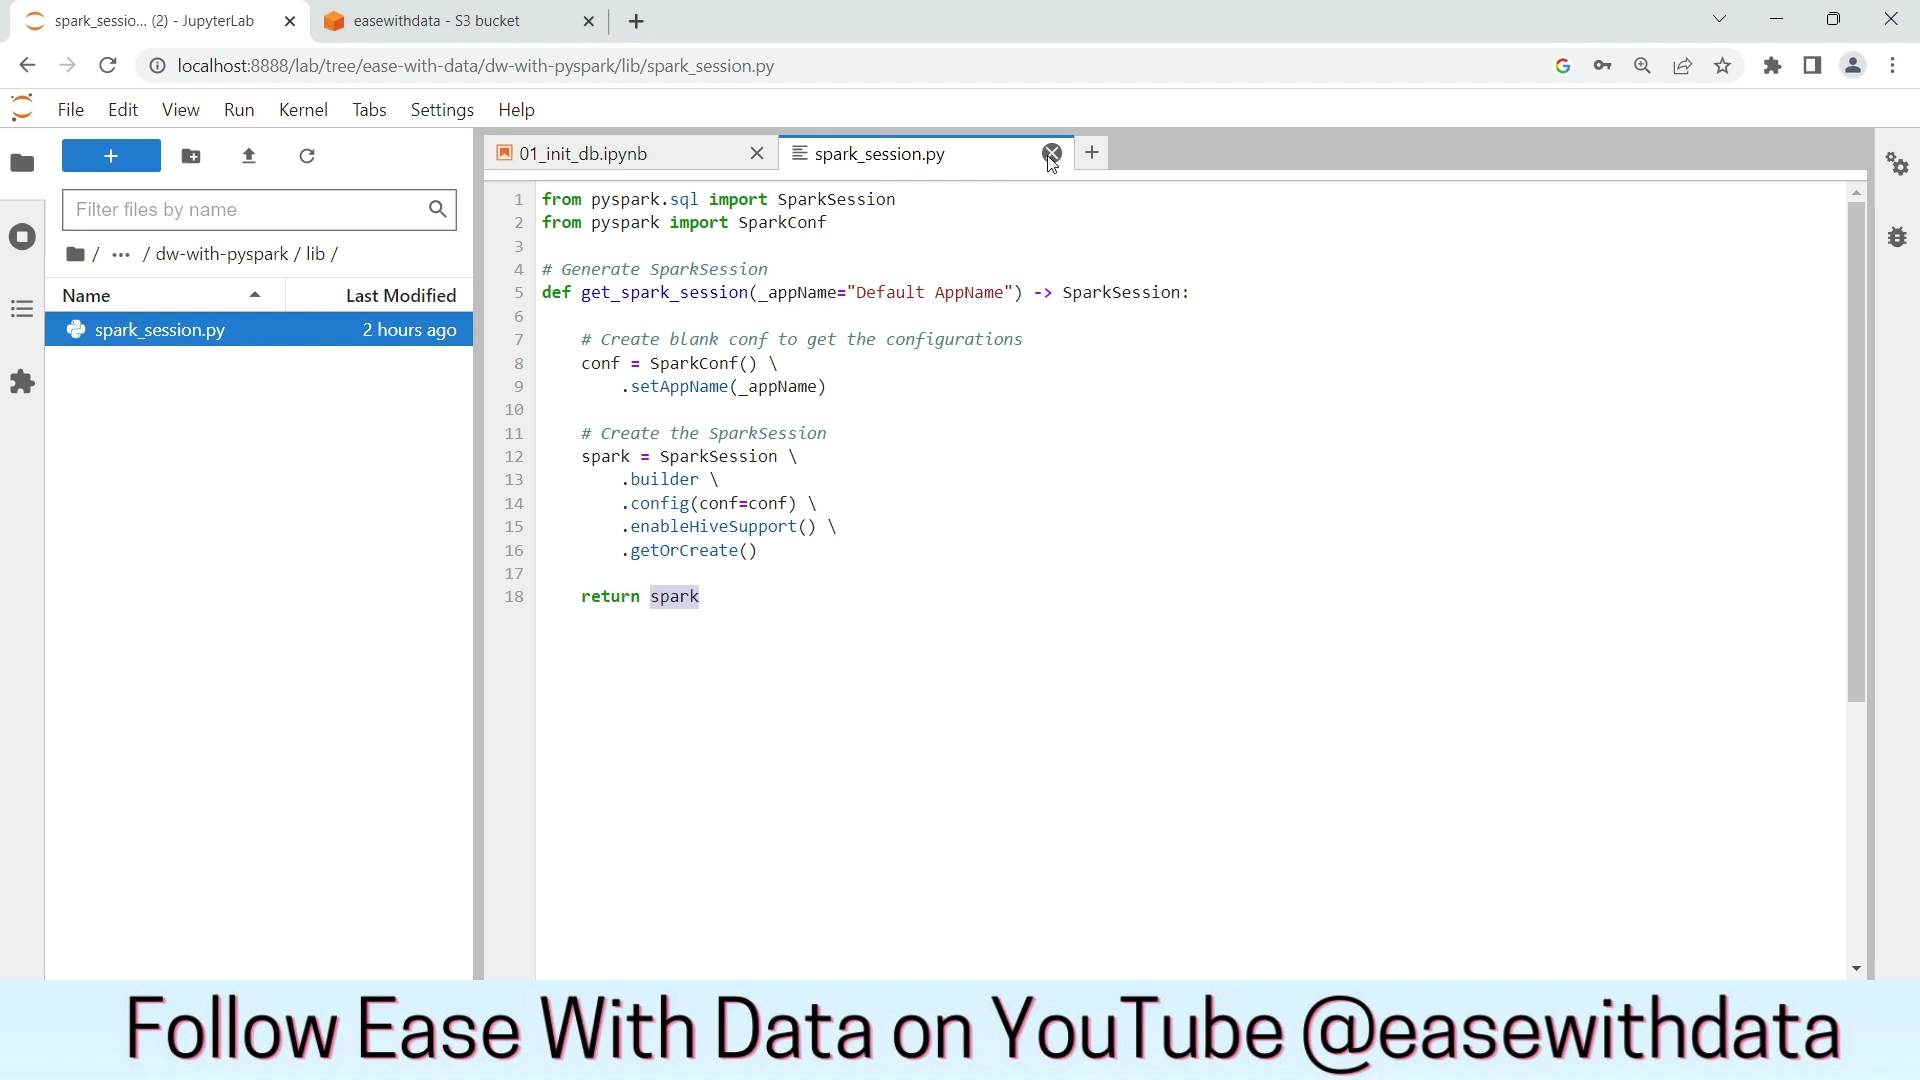 spark_sessio... (2) - JupyterLab
easewithdata - S3 bucket
localhost:8888/lab/tree/ease-with-data/dw-with-pyspark/lib/spark_session.py
File Edit View Run Kernel Tabs Settings Help
01_init_db.ipynb
spark_session.py
Filter files by name
/ ... / dw-with-pyspark / lib /
Name Last Modified
spark_session.py 2 hours ago
1 from pyspark.sql import SparkSession
2 from pyspark import SparkConf
3
4 # Generate SparkSession
5 def get_spark_session(_appName="Default AppName") -> SparkSession:
6
7 # Create blank conf to get the configurations
8 conf = SparkConf() \
9 .setAppName(_appName)
10
11 # Create the SparkSession
12 spark = SparkSession \
13 .builder \
14 .config(conf=conf) \
15 .enableHiveSupport() \
16 .getOrCreate()
17
18 return spark
Follow Ease With Data on YouTube @easewithdata